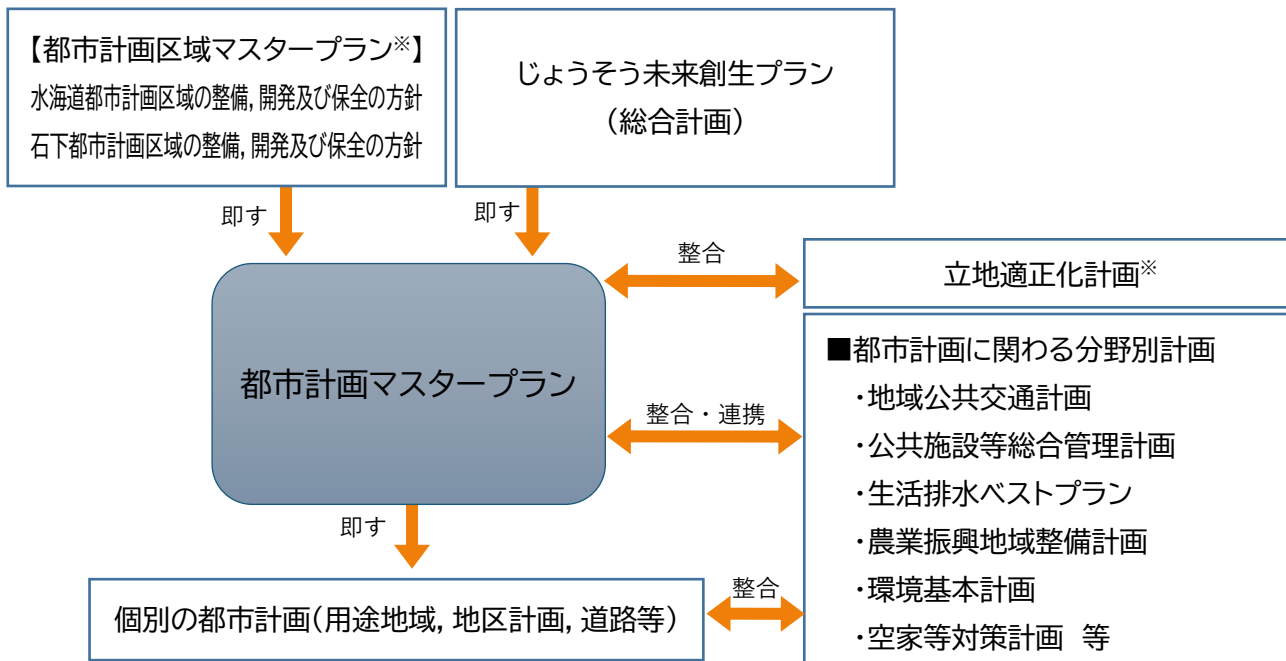 【都市計画区域マスタープラン※】
水海道都市計画区域の整備,開発及び保全の方針
石下都市計画区域の整備,開発及び保全の方針
じょうそう未来創生プラン
(総合計画)
即す
即す
整合
立地適正化計画※
都市計画マスタープラン
整合・連携
■都市計画に関わる分野別計画
・地域公共交通計画
・公共施設等総合管理計画
・生活排水ベストプラン
・農業振興地域整備計画
・環境基本計画
・空家等対策計画 等
即す
整合
個別の都市計画(用途地域,地区計画,道路等)